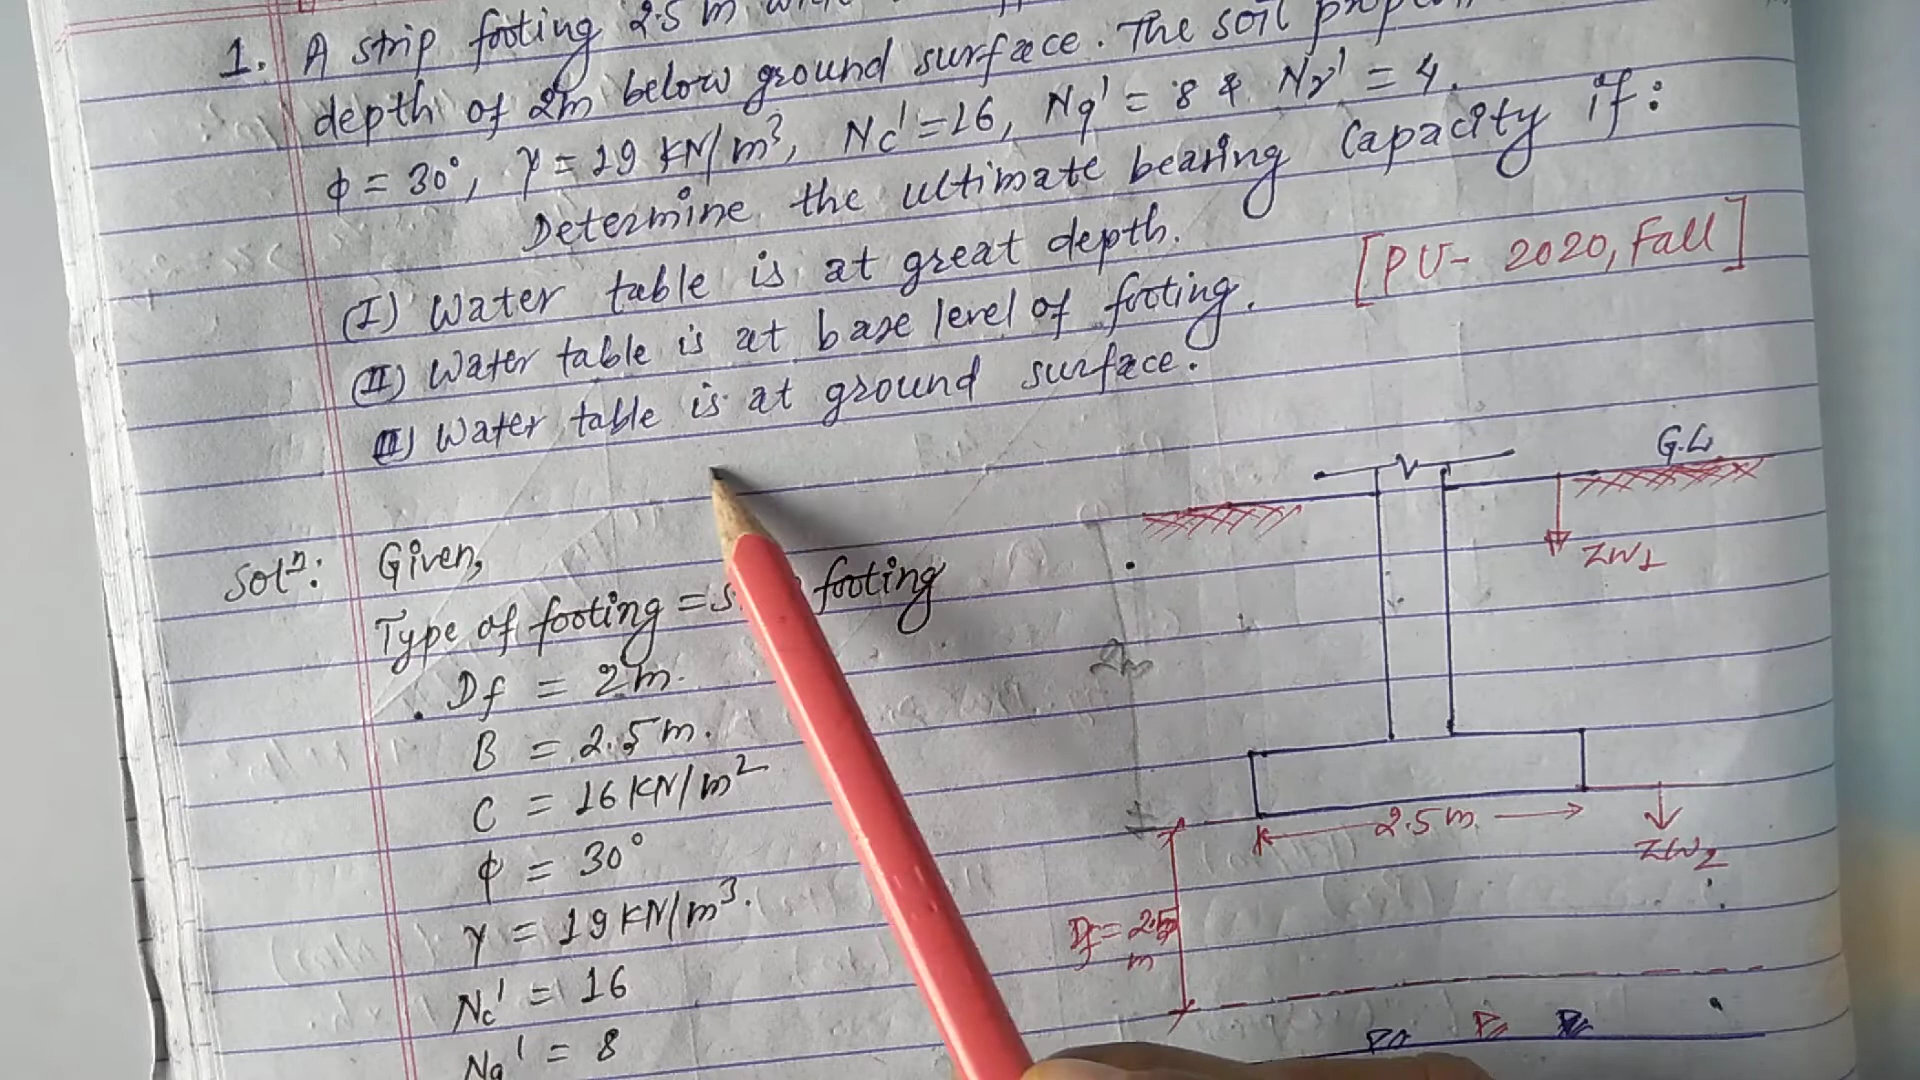 1. A strip footing 2.5 m
depth of 2m below ground surface. The soil
ϕ = 30°, γ = 19 KN/m³, Nc' = 16, Nq' = 8 & Nγ' = 4.
Determine the ultimate bearing capacity if:
(I) Water table is at great depth.
[PU- 2020, Fall]
(II) Water table is at base level of footing.
(III) Water table is at ground surface.
G.L
Solⁿ: Given,
ZW1
Type of footing = footing
2m
Df = 2m.
B = 2.5m.
C = 16 KN/m²
2.5 m
ZW2
ϕ = 30°
γ = 19 KN/m³.
Df = 
m
Nc' = 16
Nq' = 8